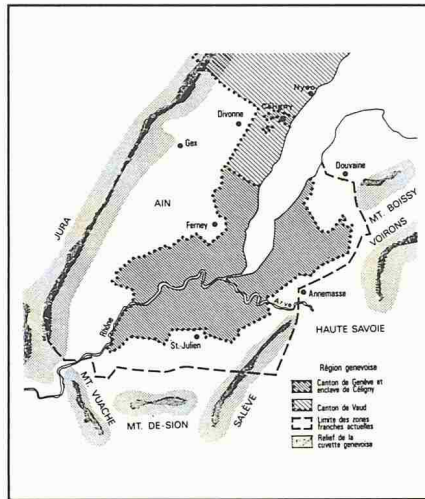 Nyon
CÉLIGNY
Divonne
Gex
Douvaine
MT. BOISSY
AIN
VOIRONS
JURA
Ferney
Annemasse
Arve
HAUTE SAVOIE
Rhône
St-Julien
MT. VUACHE
MT. DE-SION
SALÈVE
Région genevoise
Canton de Genève et
enclave de Céligny
Canton de Vaud
Limite des zones
franches actuelles
Relief de la
cuvette genevoise